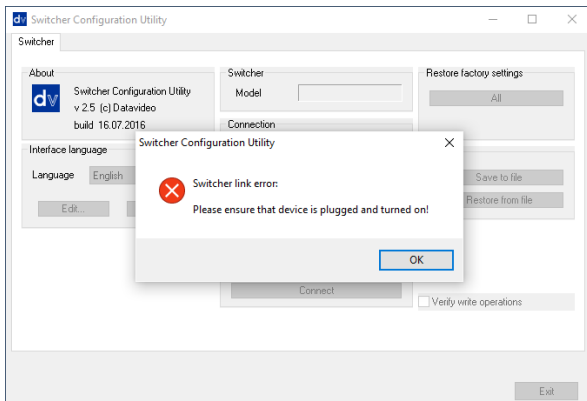 dv Switcher Configuration Utility
Switcher
About
dv
Switcher Configuration Utility
v 2.5 (c) Datavideo
build 16.07.2016
Switcher
Model
Restore factory settings
All
Connection
Interface language
Language English
Edit...
Switcher Configuration Utility
Switcher link error:
Please ensure that device is plugged and turned on!
OK
Save to file
Restore from file
Connect
Verify write operations
Exit